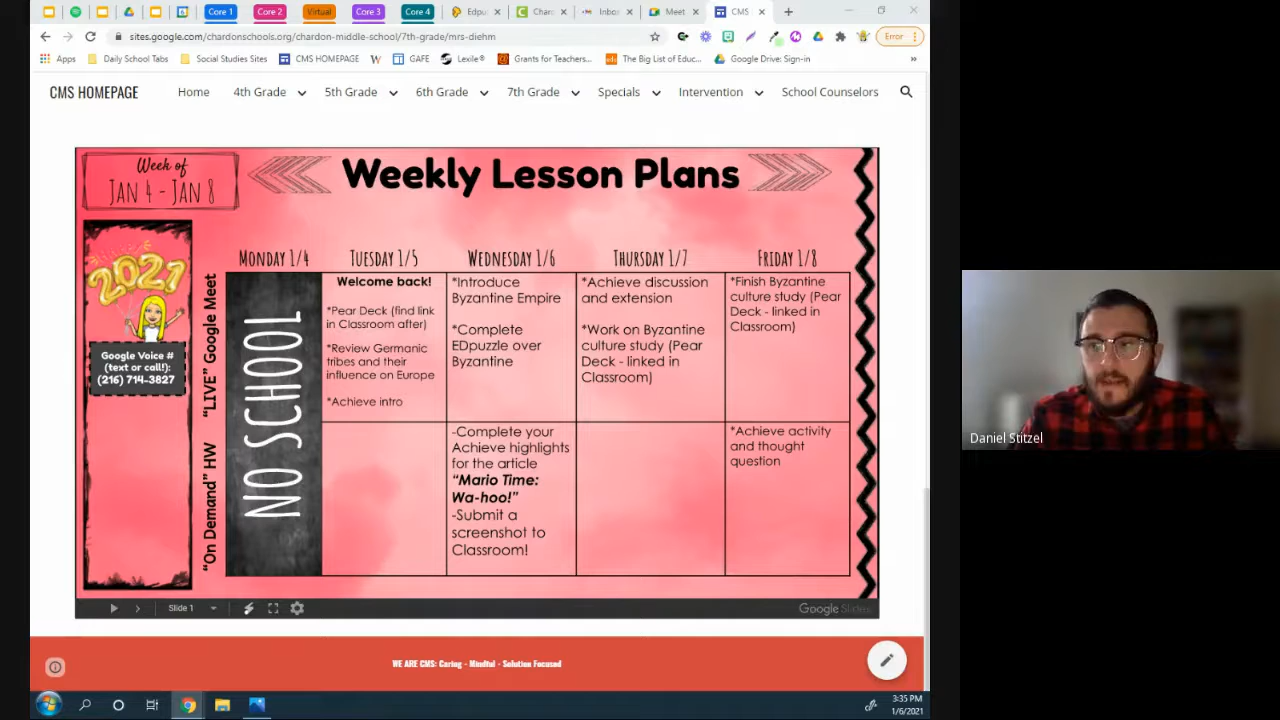 Core 1
Core 2
Virtual
Core 3
Core 4
Edpu
Inbo
Meet
CMS
sites.google.com/chardonschools.org/chardon-middle-school/7th-grade/mrs-diehm
Error
Apps
Daily School Tabs
Social Studies Sites
CMS HOMEPAGE
W
GAFE
Lexile®
Grants for Teachers...
The Big List of Educ...
Google Drive: Sign-in
»
CMS HOMEPAGE
Home
4th Grade
5th Grade
6th Grade
7th Grade
Specials
Intervention
School Counselors
Week of
JAN 4 - JAN 8
Weekly Lesson Plans
2021
Google Voice #
(text or call!):
(216) 714-3827
"LIVE" Google Meet
"On Demand" HW
MONDAY 1/4
NO SCHOOL
TUESDAY 1/5
Welcome back!
*Pear Deck (find link
in Classroom after)
*Review Germanic
tribes and their
influence on Europe
*Achieve intro
WEDNESDAY 1/6
*Introduce
Byzantine Empire
*Complete
EDpuzzle over
Byzantine
-Complete your
Achieve highlights
for the article
"Mario Time:
Wa-hoo!"
-Submit a
screenshot to
Classroom!
THURSDAY 1/7
*Achieve discussion
and extension
*Work on Byzantine
culture study (Pear
Deck - linked in
Classroom)
FRIDAY 1/8
*Finish Byzantine
culture study (Pear
Deck - linked in
Classroom)
*Achieve activity
and thought
question
Slide 1
Google Slides
WE ARE CMS: Caring - Mindful - Solution Focused
3:35 PM
1/6/2021
Daniel Stitzel